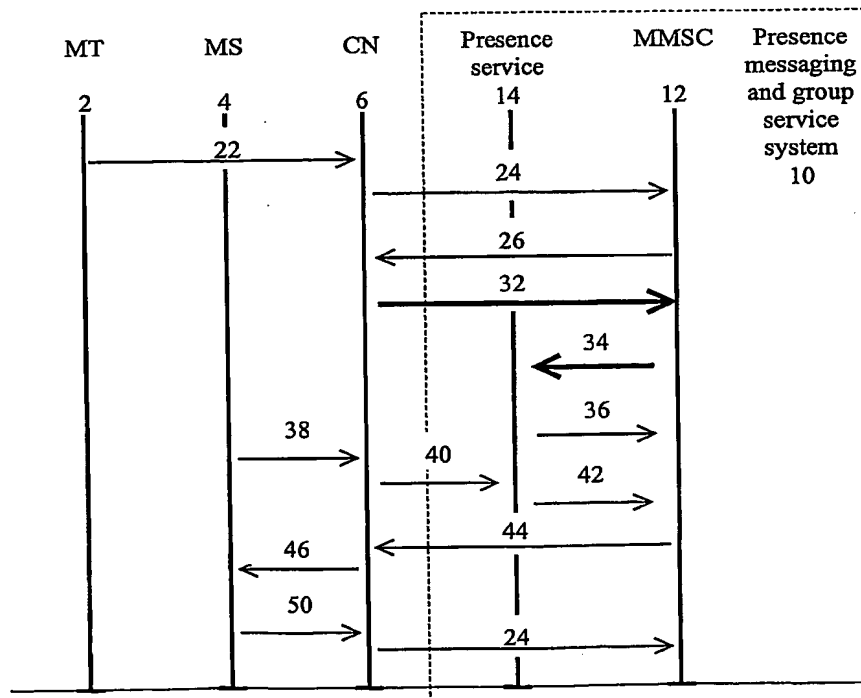 MT MS CN Presence MMSC Presence
service messaging
2 4 6 14 12 and group
service
system
10
22
24
26
32
34
36
38
40
42
44
46
50
24